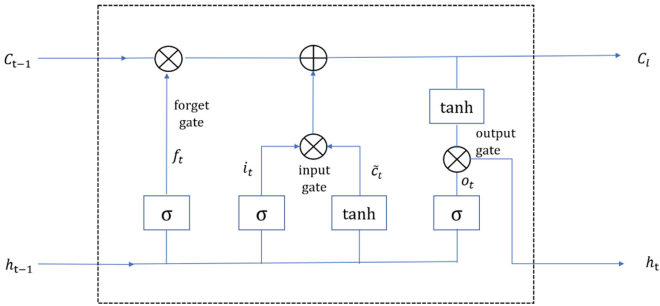 C_{t-1}
C_l
forget
gate
tanh
output
gate
f_t
i_t
input
gate
c̃_t
o_t
σ
σ
tanh
σ
h_{t-1}
h_t